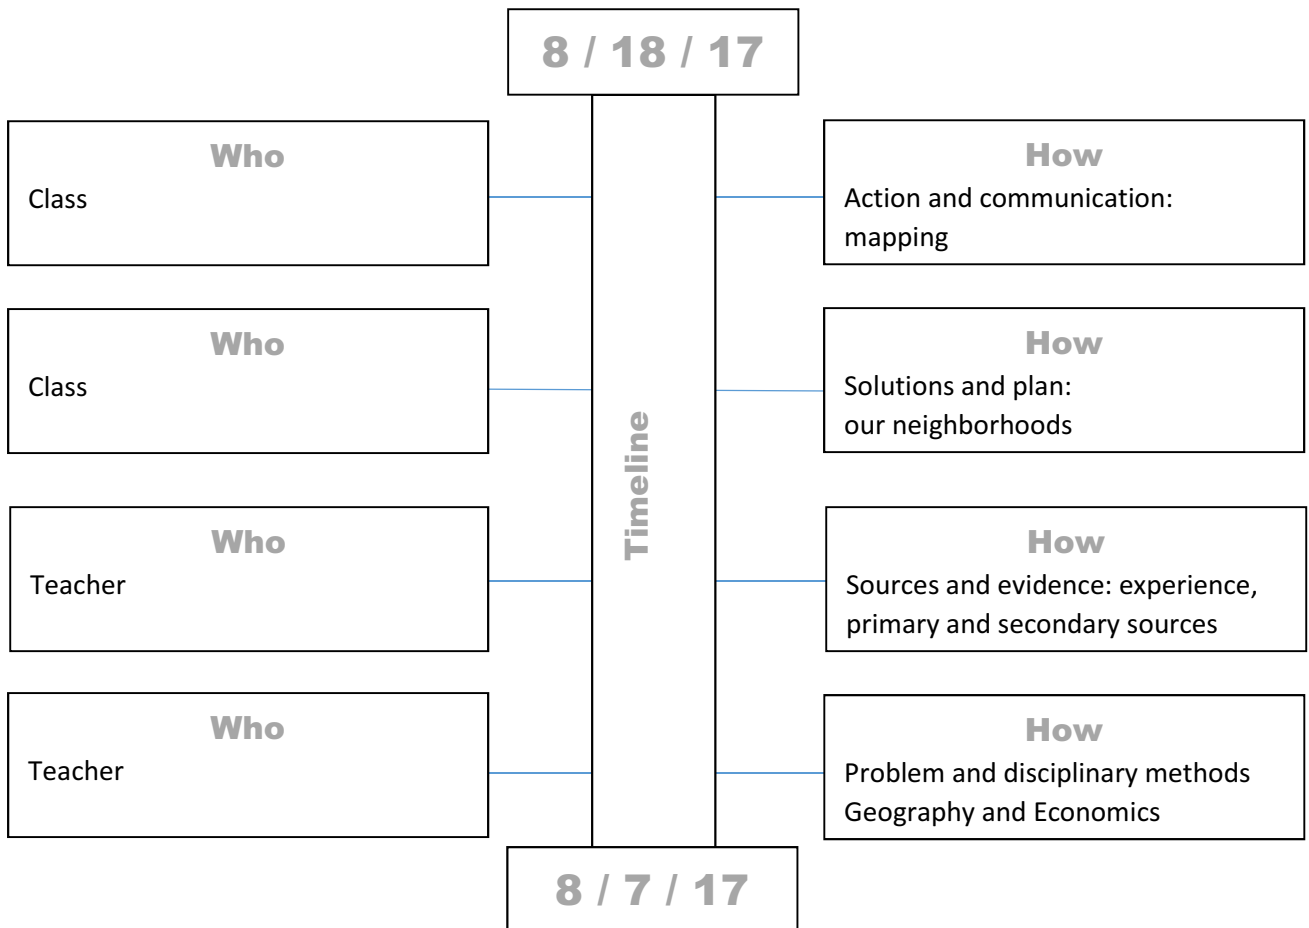 8 / 18 / 17
Who
Class
How
Action and communication:
mapping
Who
Class
How
Solutions and plan:
our neighborhoods
Timeline
Who
Teacher
How
Sources and evidence: experience,
primary and secondary sources
Who
Teacher
How
Problem and disciplinary methods
Geography and Economics
8 / 7 / 17